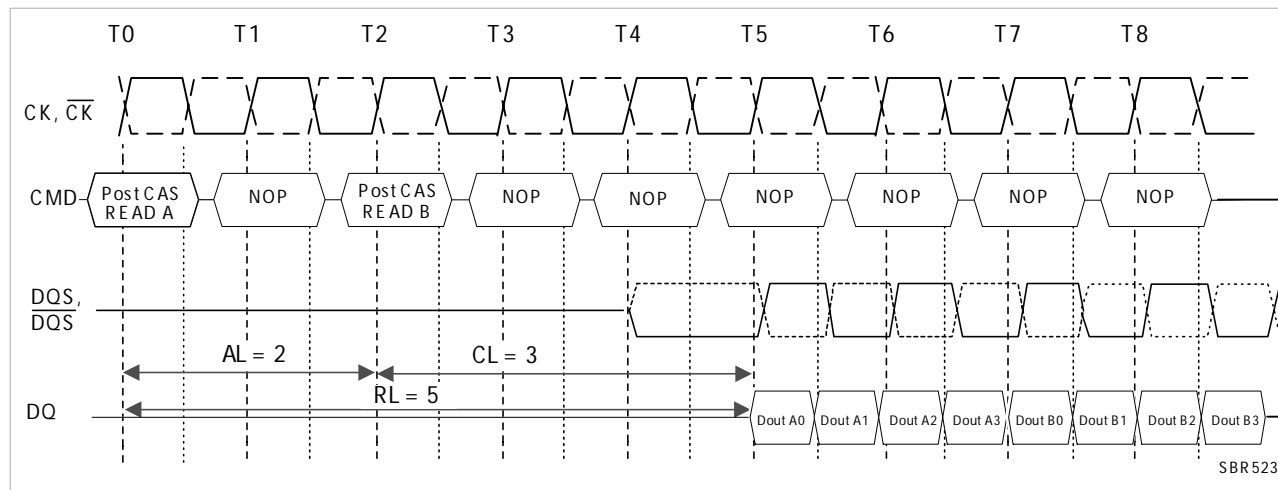 T0 T1 T2 T3 T4 T5 T6 T7 T8
CK, CK
CMD
Post CAS
READ A
NOP
Post CAS
READ B
NOP
NOP
NOP
NOP
NOP
NOP
DQS,
DQS
AL = 2
CL = 3
RL = 5
DQ
Dout A0 Dout A1 Dout A2 Dout A3 Dout B0 Dout B1 Dout B2 Dout B3
SBR523